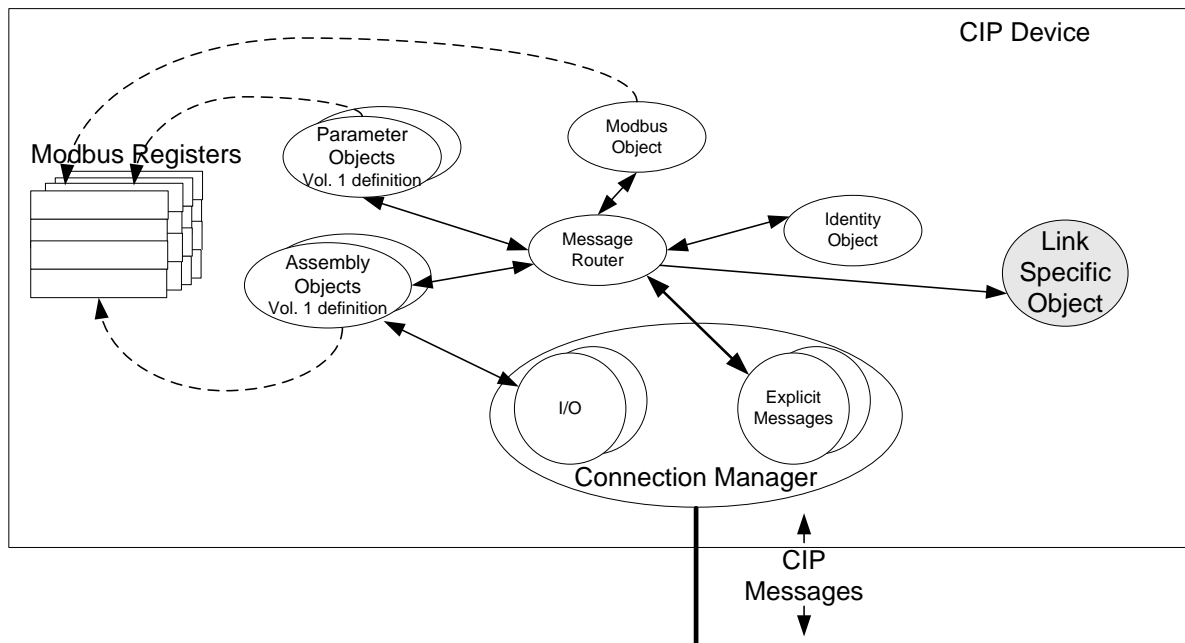 CIP Device
Modbus Registers
Parameter
Objects
Vol. 1 definition
Modbus
Object
Message
Router
Identity
Object
Link
Specific
Object
Assembly
Objects
Vol. 1 definition
I/O
Explicit
Messages
Connection Manager
CIP
Messages